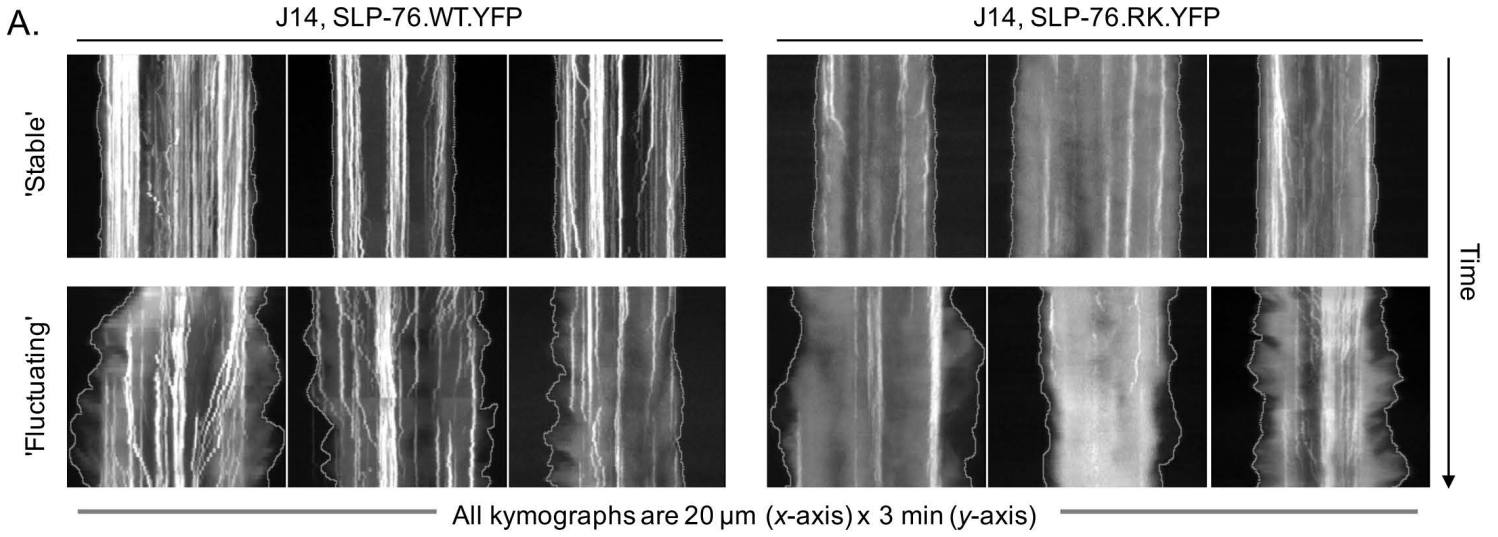 A.
J14, SLP-76.WT.YFP
J14, SLP-76.RK.YFP
'Stable'
'Fluctuating'
Time
All kymographs are 20 µm (x-axis) x 3 min (y-axis)